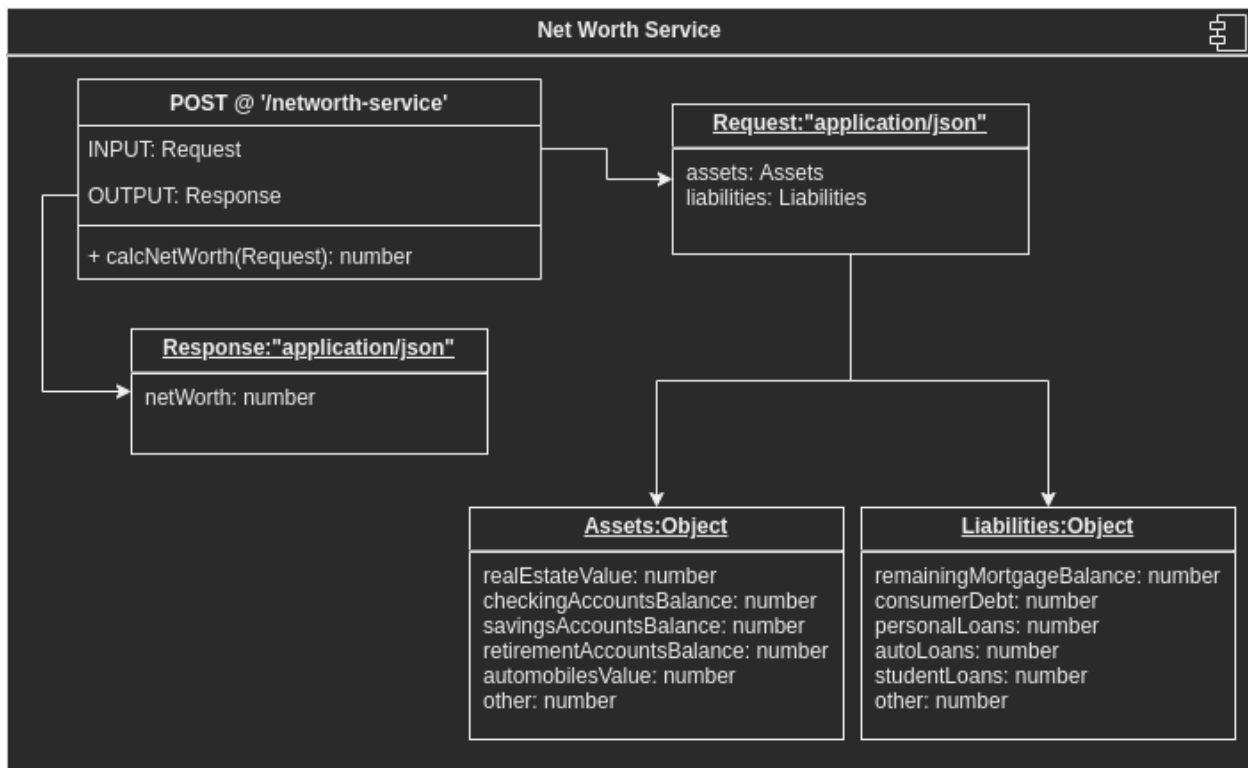 Net Worth Service
POST @ '/networth-service'
INPUT: Request
OUTPUT: Response
+ calcNetWorth(Request): number
Request:"application/json"
assets: Assets
liabilities: Liabilities
Response:"application/json"
netWorth: number
Assets:Object
realEstateValue: number
checkingAccountsBalance: number
savingsAccountsBalance: number
retirementAccountsBalance: number
automobilesValue: number
other: number
Liabilities:Object
remainingMortgageBalance: number
consumerDebt: number
personalLoans: number
autoLoans: number
studentLoans: number
other: number